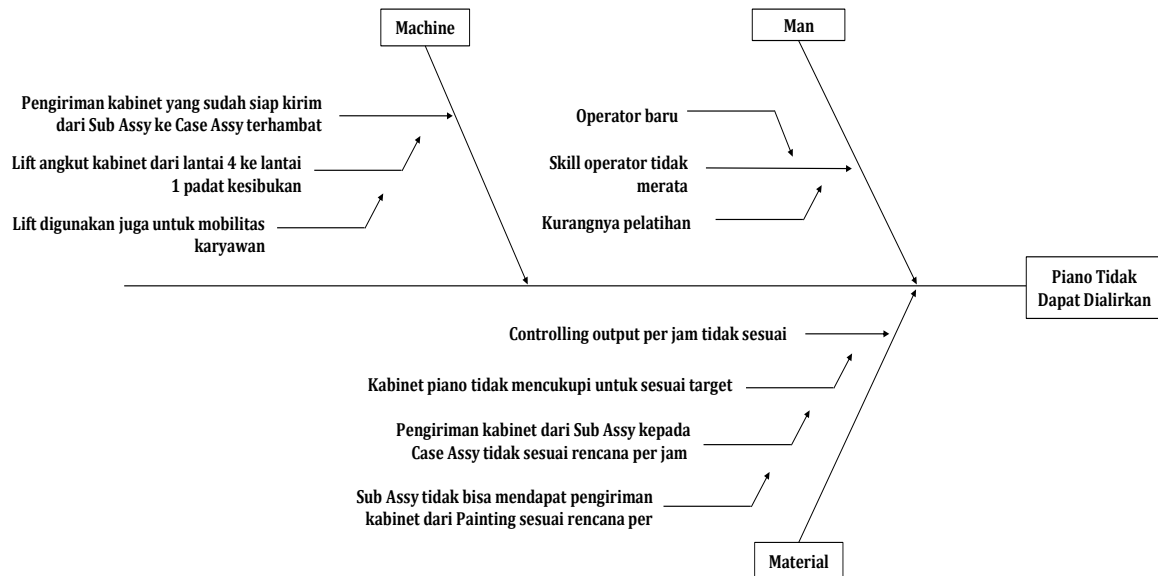 Machine
Man
Pengiriman kabinet yang sudah siap kirim
dari Sub Assy ke Case Assy terhambat
Lift angkut kabinet dari lantai 4 ke lantai
1 padat kesibukan
Lift digunakan juga untuk mobilitas
karyawan
Operator baru
Skill operator tidak
merata
Kurangnya pelatihan
Piano Tidak
Dapat Dialirkan
Controlling output per jam tidak sesuai
Kabinet piano tidak mencukupi untuk sesuai target
Pengiriman kabinet dari Sub Assy kepada
Case Assy tidak sesuai rencana per jam
Sub Assy tidak bisa mendapat pengiriman
kabinet dari Painting sesuai rencana per
Material